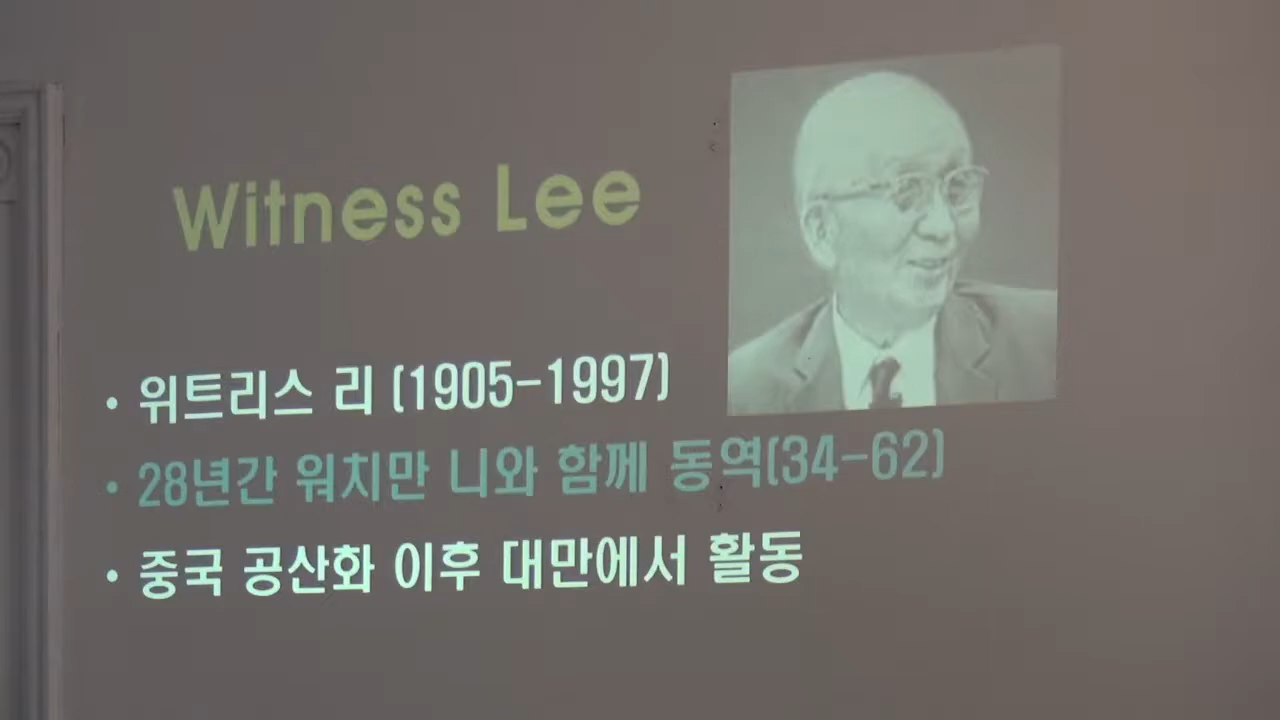 Witness Lee
• 위트리스 리 (1905-1997)
• 28년간 워치만 니와 함께 동역(34-62)
• 중국 공산화 이후 대만에서 활동